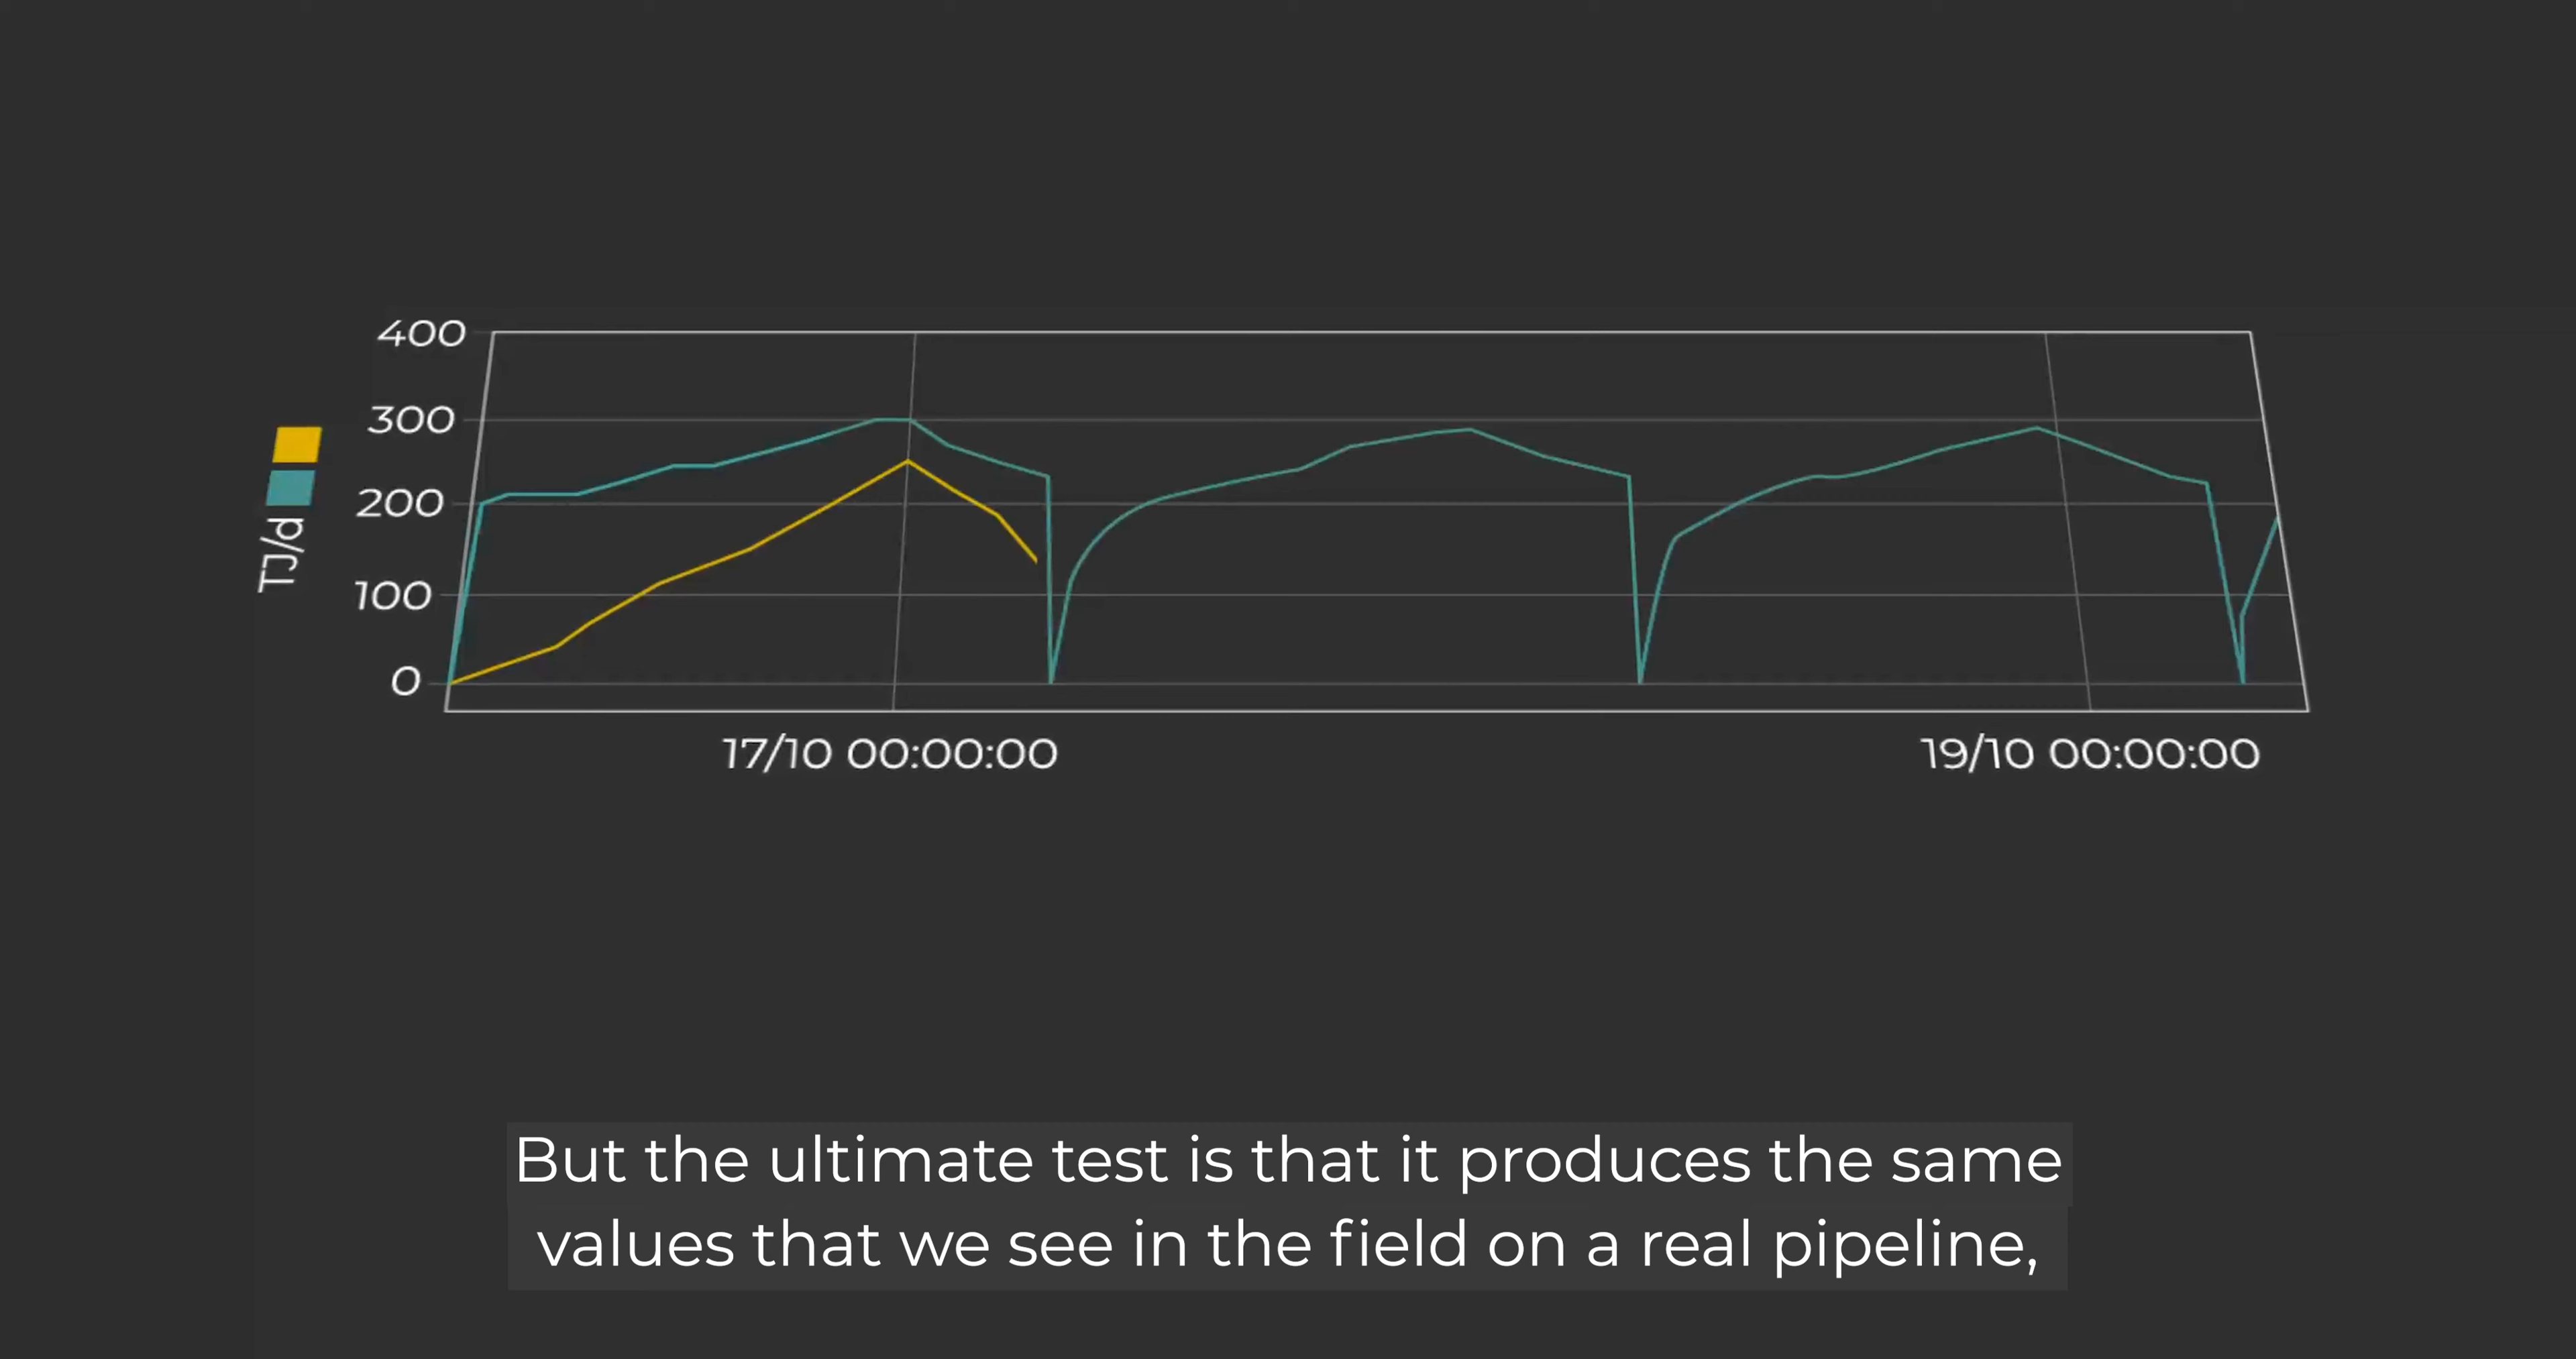 400
300
200
100
0
TJ/d
17/10 00:00:00
19/10 00:00:00
But the ultimate test is that it produces the same
values that we see in the field on a real pipeline,